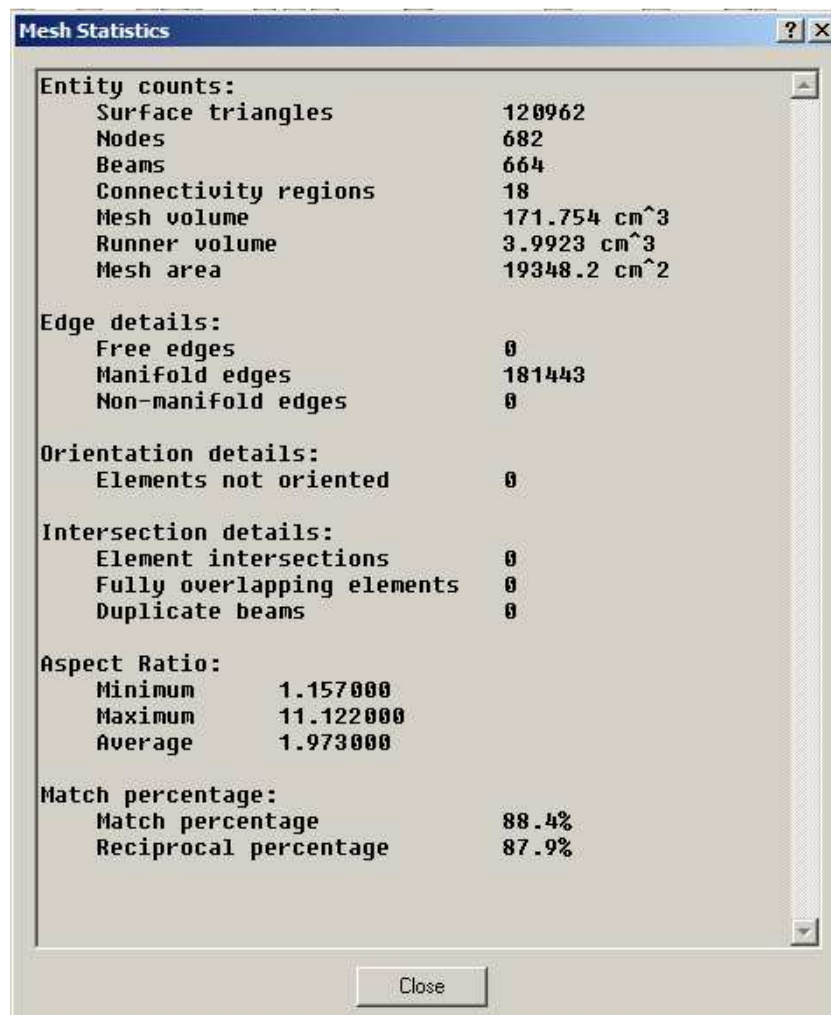 Mesh Statistics
Entity counts:
Surface triangles 120962
Nodes 682
Beams 664
Connectivity regions 18
Mesh volume 171.754 cm^3
Runner volume 3.9923 cm^3
Mesh area 19348.2 cm^2
Edge details:
Free edges 0
Manifold edges 181443
Non-manifold edges 0
Orientation details:
Elements not oriented 0
Intersection details:
Element intersections 0
Fully overlapping elements 0
Duplicate beams 0
Aspect Ratio:
Minimum 1.157000
Maximum 11.122000
Average 1.973000
Match percentage:
Match percentage 88.4%
Reciprocal percentage 87.9%
Close